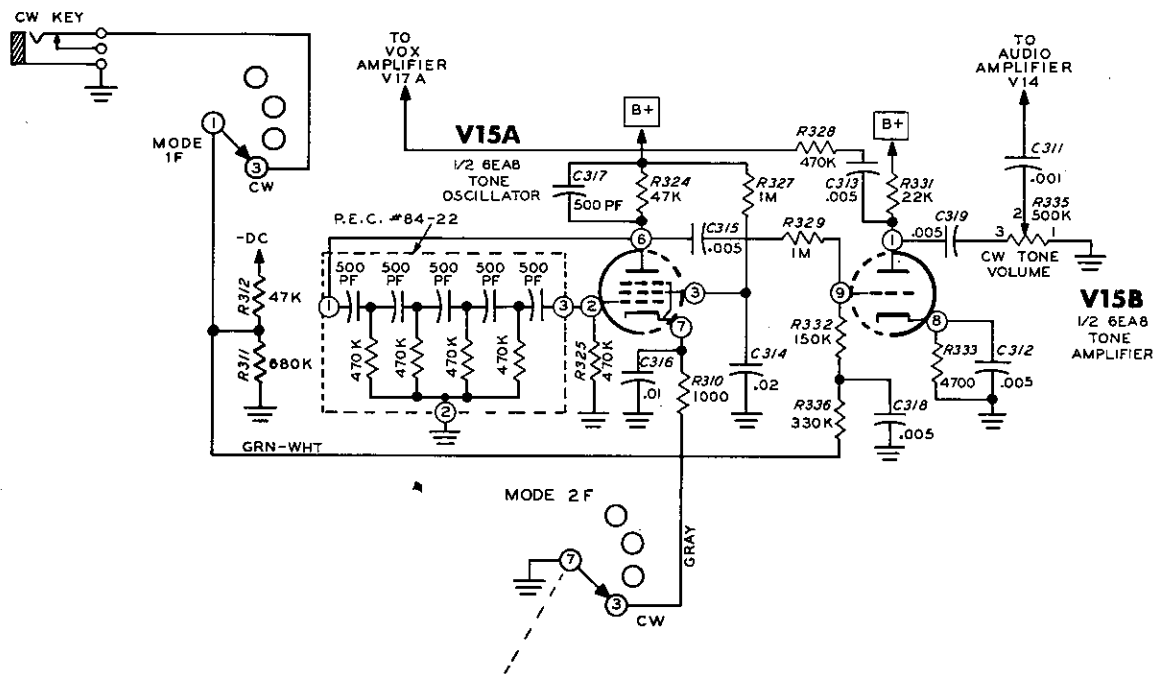 CW KEY
1
MODE
1F
3
CW
TO
VOX
AMPLIFIER
V17A
V15A
1/2 6EA8
TONE
OSCILLATOR
B+
C317
500 PF
R324
47K
R327
1M
R328
470K
C313
.005
B+
R331
22K
TO
AUDIO
AMPLIFIER
V14
C311
.001
R335
500K
2
3
1
CW TONE
VOLUME
C319
.005
P.E.C. #84-22
-DC
R312
47K
R311
680K
500
PF
500
PF
500
PF
500
PF
500
PF
1
3
2
470K
470K
470K
470K
2
R325
470K
6
3
7
C315
.005
R329
1M
C316
.01
R310
1000
C314
.02
9
1
8
R332
150K
R336
330K
C318
.005
R333
4700
C312
.005
V15B
1/2 6EA8
TONE
AMPLIFIER
GRN-WHT
MODE 2F
7
3
CW
GRAY